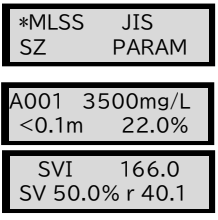 *MLSS JIS
SZ PARAM
A001 3500mg/L
<0.1m 22.0%
SVI 166.0
SV 50.0% r 40.1